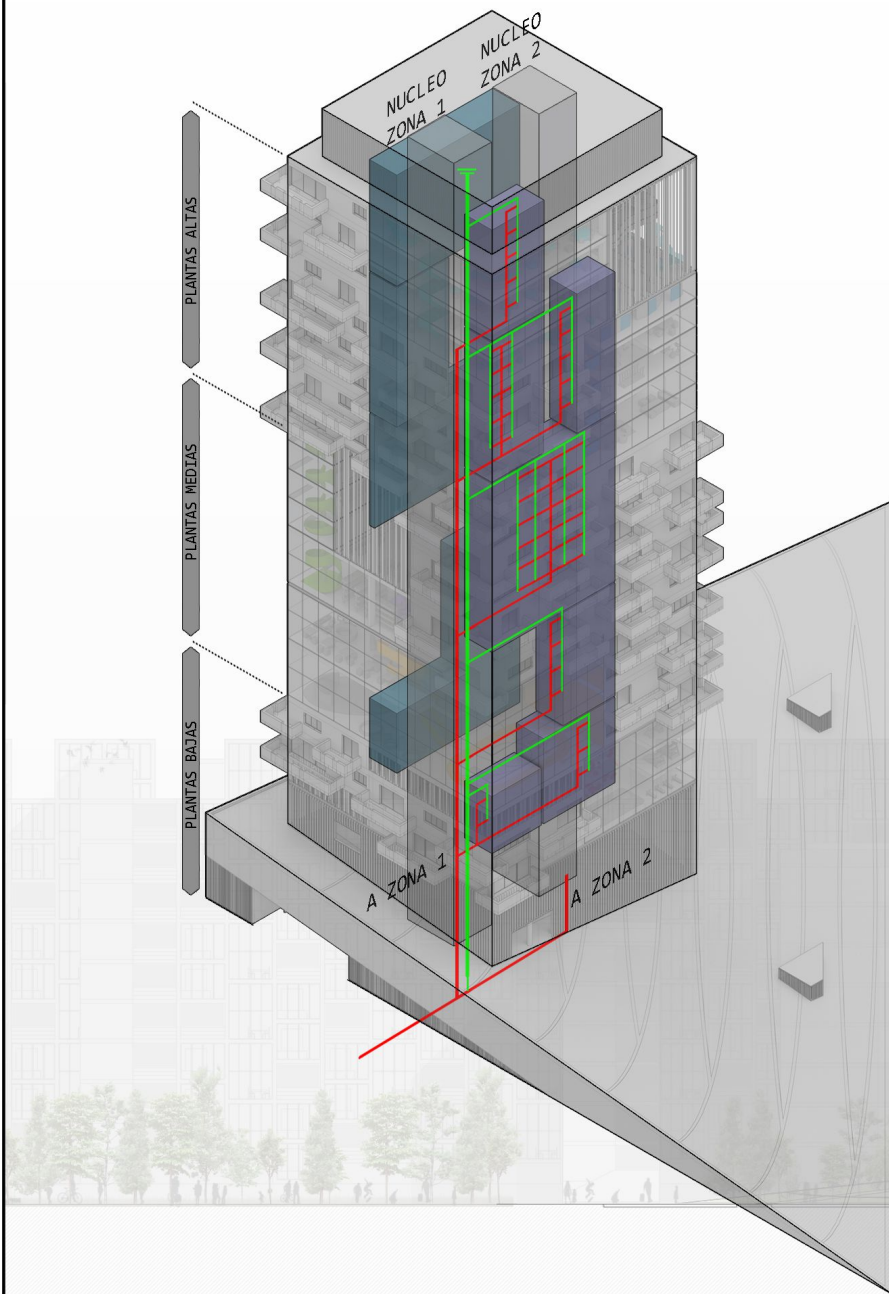 NUCLEO
ZONA 2
NUCLEO
ZONA 1
PLANTAS ALTAS
PLANTAS MEDIAS
PLANTAS BAJAS
A ZONA 1
A ZONA 2